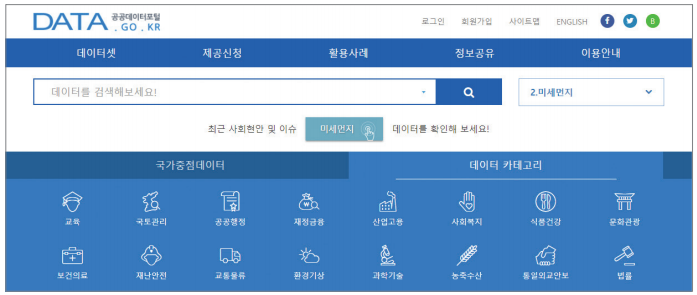 DATA 공공데이터포털
. GO . KR
로그인 회원가입 사이트맵 ENGLISH f B
데이터셋 제공신청 활용사례 정보공유 이용안내
데이터를 검색해보세요! 2.미세먼지
최근 사회현안 및 이슈 미세먼지 데이터를 확인해 보세요!
국가중점데이터 데이터 카테고리
교육 국토관리 공공행정 재정금융 산업고용 사회복지 식품건강 문화관광
보건의료 재난안전 교통물류 환경기상 과학기술 농축수산 통일외교안보 법률